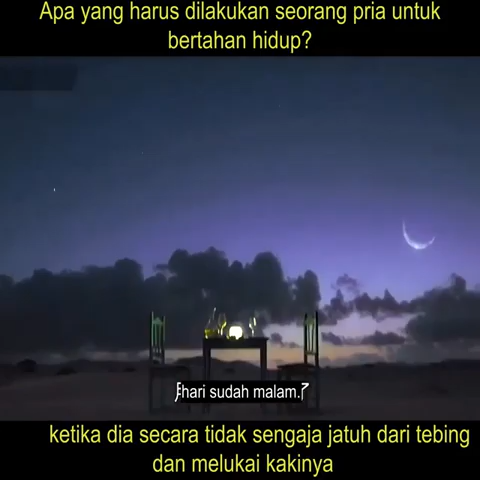 Apa yang harus dilakukan seorang pria untuk
bertahan hidup?
hari sudah malam.
ketika dia secara tidak sengaja jatuh dari tebing
dan melukai kakinya